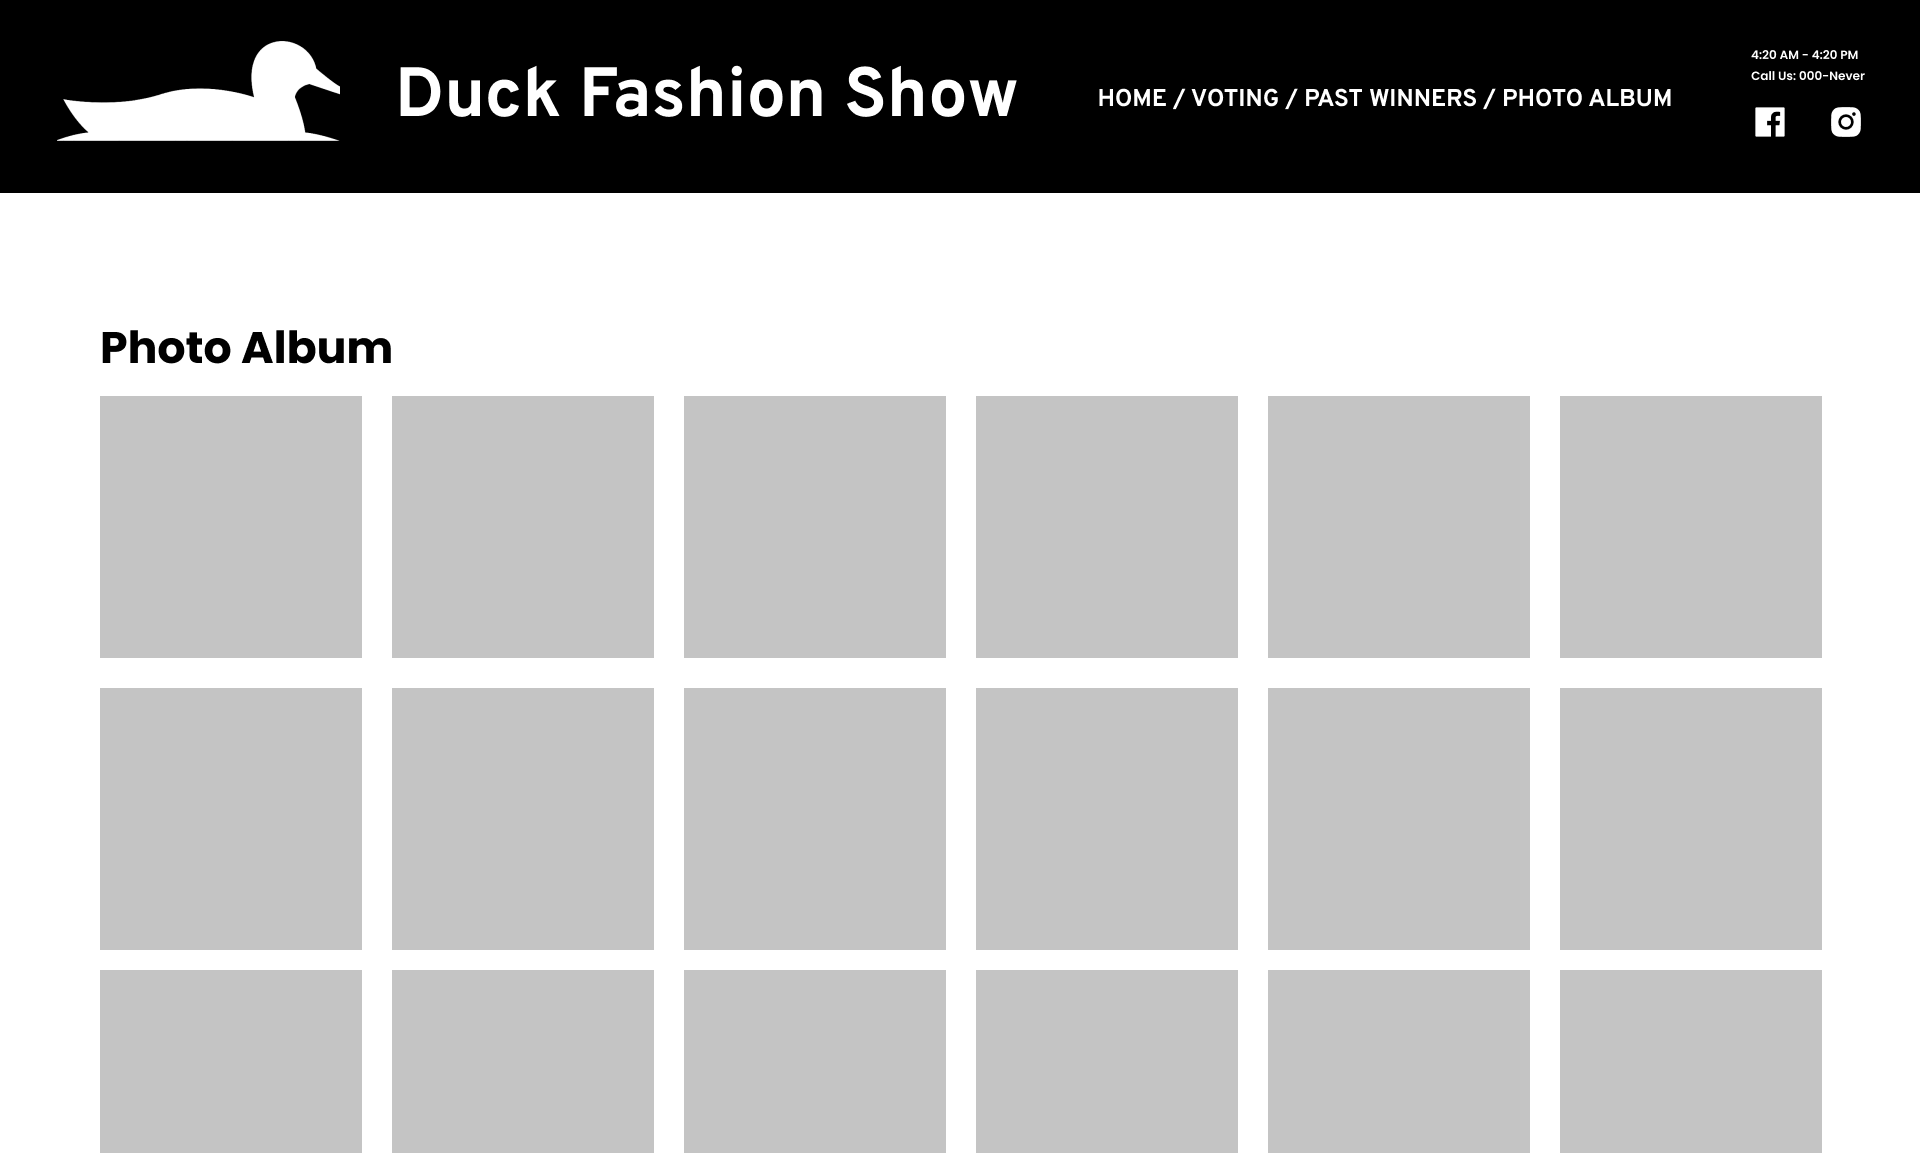 Duck Fashion Show
HOME / VOTING / PAST WINNERS / PHOTO ALBUM
4:20 AM - 4:20 PM
Call Us: 000-Never
Photo Album